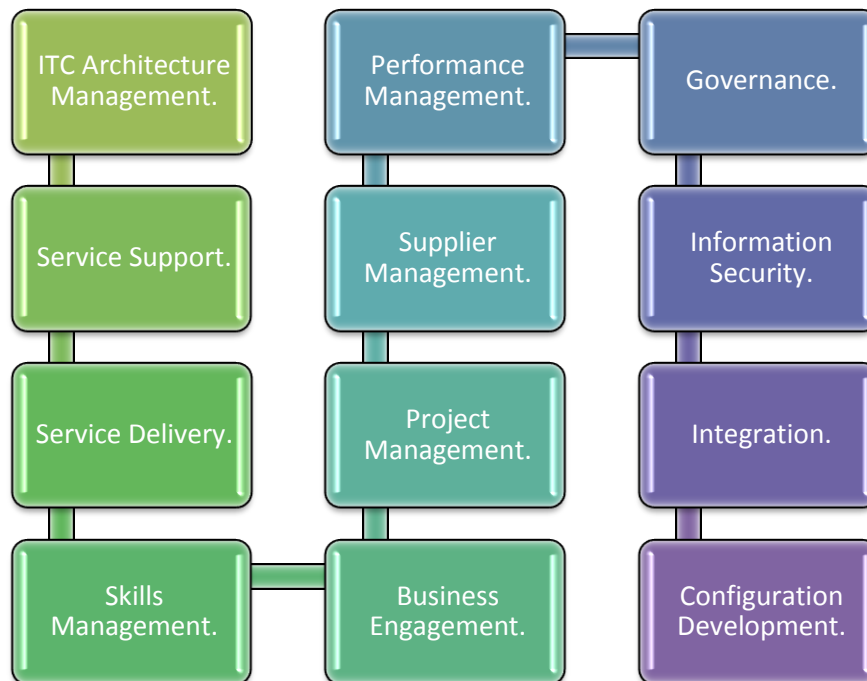 ITC Architecture
Management.
Service Support.
Service Delivery.
Skills
Management.
Business
Engagement.
Project
Management.
Supplier
Management.
Performance
Management.
Governance.
Information
Security.
Integration.
Configuration
Development.